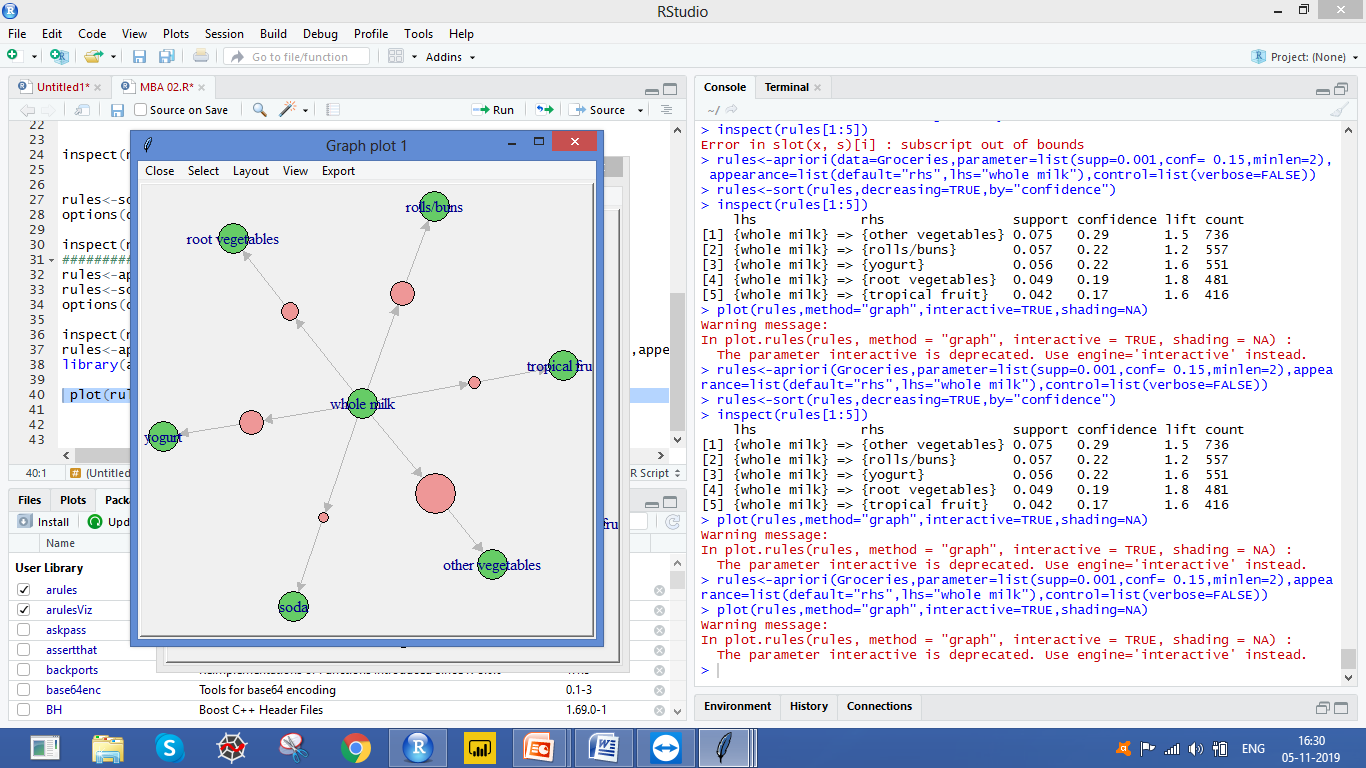 RStudio
File Edit Code View Plots Session Build Debug Profile Tools Help
Go to file/function Addins Project: (None)
Untitled1* MBA 02.R*
Source on Save Run Source
22
23
24 inspect(r
25
26
27 rules<-so
28 options(d
29
30 inspect(r
31 ##########
32 rules<-ap
33 rules<-so
34 options(d
35
36 inspect(r
37 rules<-ap ,appe
38 library(a
39
40 plot(rul
41
42
43
40:1 (Untitled R Script
Graph plot 1
Close Select Layout View Export
rolls/buns
root vegetables
tropical fru
whole milk
yogurt
other vegetables
soda
fru
Files Plots Packa
Install Upd
Name
User Library
arules
arulesViz
askpass
assertthat
backports
base64enc Tools for base64 encoding 0.1-3
BH Boost C++ Header Files 1.69.0-1
Console Terminal
~/
> inspect(rules[1:5])
Error in slot(x, s)[i] : subscript out of bounds
> rules<-apriori(data=Groceries,parameter=list(supp=0.001,conf= 0.15,minlen=2),
appearance=list(default="rhs",lhs="whole milk"),control=list(verbose=FALSE))
> rules<-sort(rules,decreasing=TRUE,by="confidence")
> inspect(rules[1:5])
lhs rhs support confidence lift count
[1] {whole milk} => {other vegetables} 0.075 0.29 1.5 736
[2] {whole milk} => {rolls/buns} 0.057 0.22 1.2 557
[3] {whole milk} => {yogurt} 0.056 0.22 1.6 551
[4] {whole milk} => {root vegetables} 0.049 0.19 1.8 481
[5] {whole milk} => {tropical fruit} 0.042 0.17 1.6 416
> plot(rules,method="graph",interactive=TRUE,shading=NA)
Warning message:
In plot.rules(rules, method = "graph", interactive = TRUE, shading = NA) :
The parameter interactive is deprecated. Use engine='interactive' instead.
> rules<-apriori(Groceries,parameter=list(supp=0.001,conf= 0.15,minlen=2),appea
rance=list(default="rhs",lhs="whole milk"),control=list(verbose=FALSE))
> rules<-sort(rules,decreasing=TRUE,by="confidence")
> inspect(rules[1:5])
lhs rhs support confidence lift count
[1] {whole milk} => {other vegetables} 0.075 0.29 1.5 736
[2] {whole milk} => {rolls/buns} 0.057 0.22 1.2 557
[3] {whole milk} => {yogurt} 0.056 0.22 1.6 551
[4] {whole milk} => {root vegetables} 0.049 0.19 1.8 481
[5] {whole milk} => {tropical fruit} 0.042 0.17 1.6 416
> plot(rules,method="graph",interactive=TRUE,shading=NA)
Warning message:
In plot.rules(rules, method = "graph", interactive = TRUE, shading = NA) :
The parameter interactive is deprecated. Use engine='interactive' instead.
> rules<-apriori(Groceries,parameter=list(supp=0.001,conf= 0.15,minlen=2),appea
rance=list(default="rhs",lhs="whole milk"),control=list(verbose=FALSE))
> plot(rules,method="graph",interactive=TRUE,shading=NA)
Warning message:
In plot.rules(rules, method = "graph", interactive = TRUE, shading = NA) :
The parameter interactive is deprecated. Use engine='interactive' instead.
>
Environment History Connections
ENG 16:30
05-11-2019